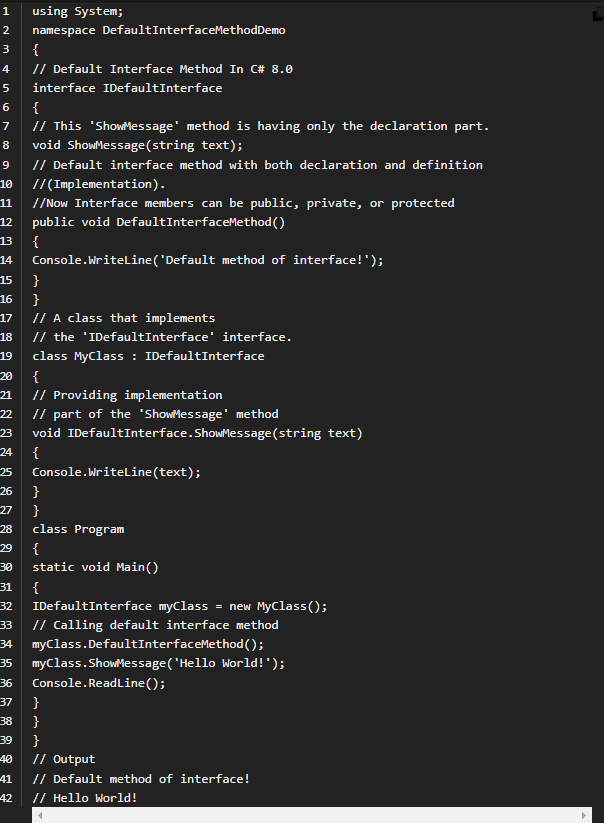 1 using System;
2 namespace DefaultInterfaceMethodDemo
3 {
4 // Default Interface Method In C# 8.0
5 interface IDefaultInterface
6 {
7 // This 'ShowMessage' method is having only the declaration part.
8 void ShowMessage(string text);
9 // Default interface method with both declaration and definition
10 //(Implementation).
11 //Now Interface members can be public, private, or protected
12 public void DefaultInterfaceMethod()
13 {
14 Console.WriteLine('Default method of interface!');
15 }
16 }
17 // A class that implements
18 // the 'IDefaultInterface' interface.
19 class MyClass : IDefaultInterface
20 {
21 // Providing implementation
22 // part of the 'ShowMessage' method
23 void IDefaultInterface.ShowMessage(string text)
24 {
25 Console.WriteLine(text);
26 }
27 }
28 class Program
29 {
30 static void Main()
31 {
32 IDefaultInterface myClass = new MyClass();
33 // Calling default interface method
34 myClass.DefaultInterfaceMethod();
35 myClass.ShowMessage('Hello World!');
36 Console.ReadLine();
37 }
38 }
39 }
40 // Output
41 // Default method of interface!
42 // Hello World!